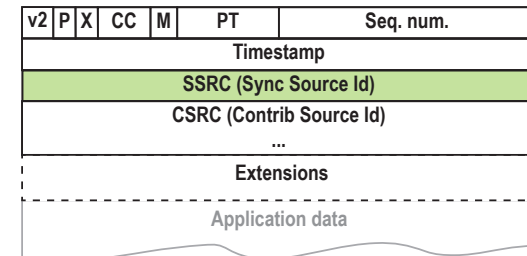 v2 P X CC M PT Seq. num.
Timestamp
SSRC (Sync Source Id)
CSRC (Contrib Source Id)
...
Extensions
Application data